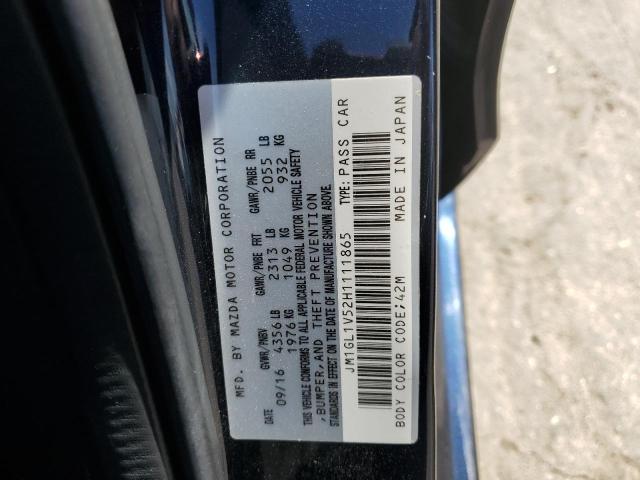 MFD. BY MAZDA MOTOR CORPORATION
DATE GVWR/PNBV GAWR/PNBE FRT GAWR/PNBE RR
09/16 4356 LB 2313 LB 2055 LB
1976 KG 1049 KG 932 KG
THIS VEHICLE CONFORMS TO ALL APPLICABLE FEDERAL MOTOR VEHICLE SAFETY
, BUMPER, AND THEFT PREVENTION
STANDARDS IN EFFECT ON THE DATE OF MANUFACTURE SHOWN ABOVE.
JM1GL1V52H1111865 TYPE: PASS CAR
BODY COLOR CODE;42M MADE IN JAPAN